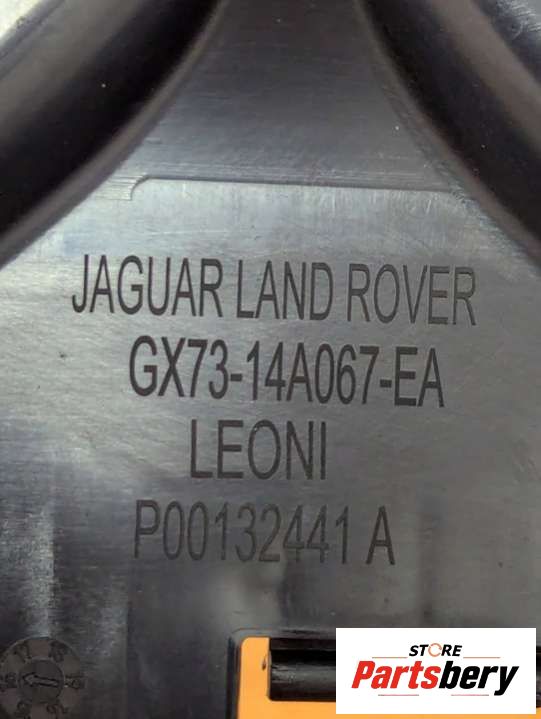 JAGUAR LAND ROVER
GX73-14A067-EA
LEONI
P00132441 A
STORE
Partsbery